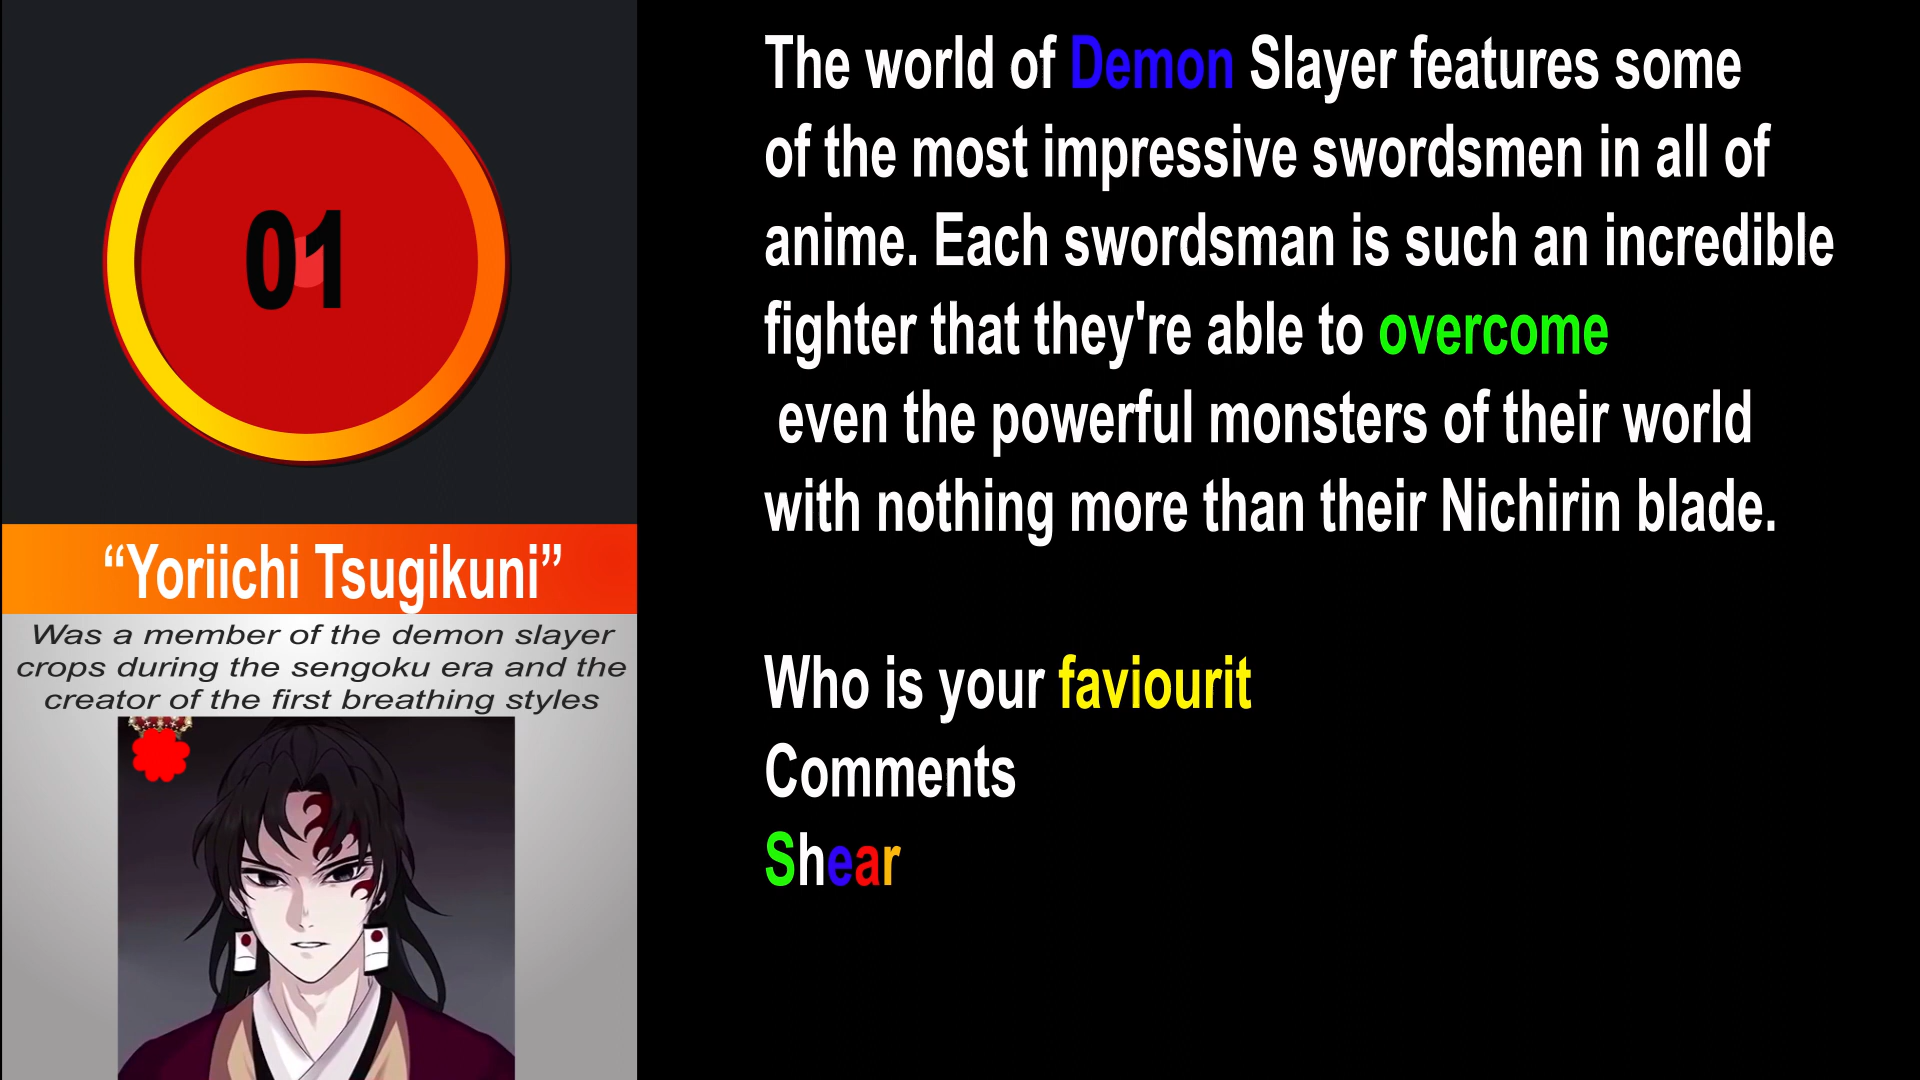 01
“Yoriichi Tsugikuni”
Was a member of the demon slayer
crops during the sengoku era and the
creator of the first breathing styles
The world of Demon Slayer features some
of the most impressive swordsmen in all of
anime. Each swordsman is such an incredible
fighter that they're able to overcome
even the powerful monsters of their world
with nothing more than their Nichirin blade.
Who is your faviourit
Comments
Shear